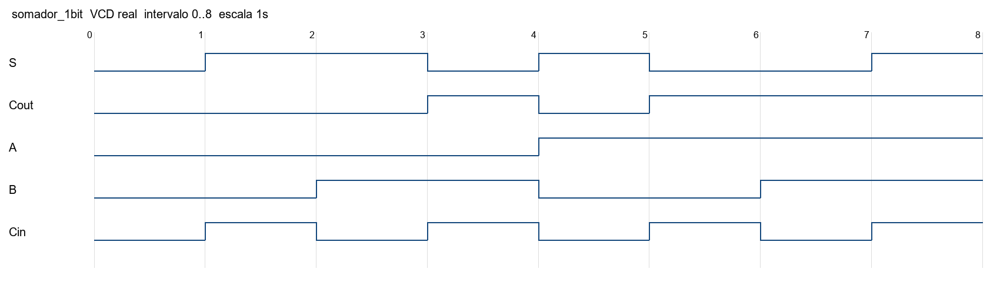 somador_1bit  VCD real  intervalo 0..8  escala 1s
0 1 2 3 4 5 6 7 8
S
Cout
A
B
Cin